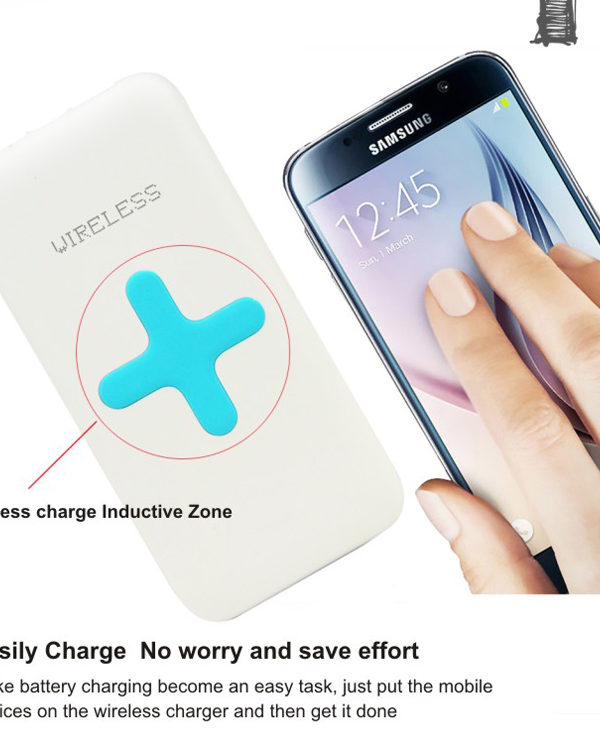 SAMSUNG
12:45
Sun, 1 March
WIRELESS
ess charge Inductive Zone
sily Charge No worry and save effort
ke battery charging become an easy task, just put the mobile
ices on the wireless charger and then get it done